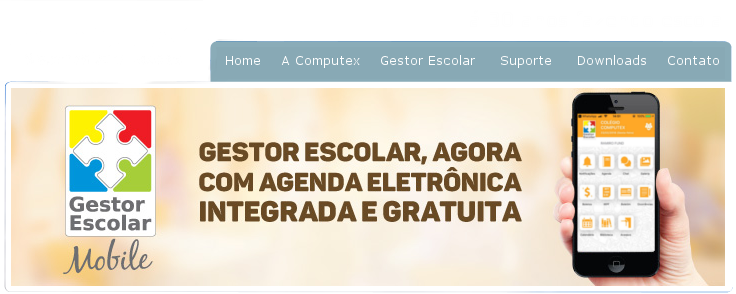 Home A Computex Gestor Escolar Suporte Downloads Contato
GESTOR ESCOLAR, AGORA
COM AGENDA ELETRÔNICA
INTEGRADA E GRATUITA
Gestor
Escolar
Mobile
COLÉGIO
COMPUTEX